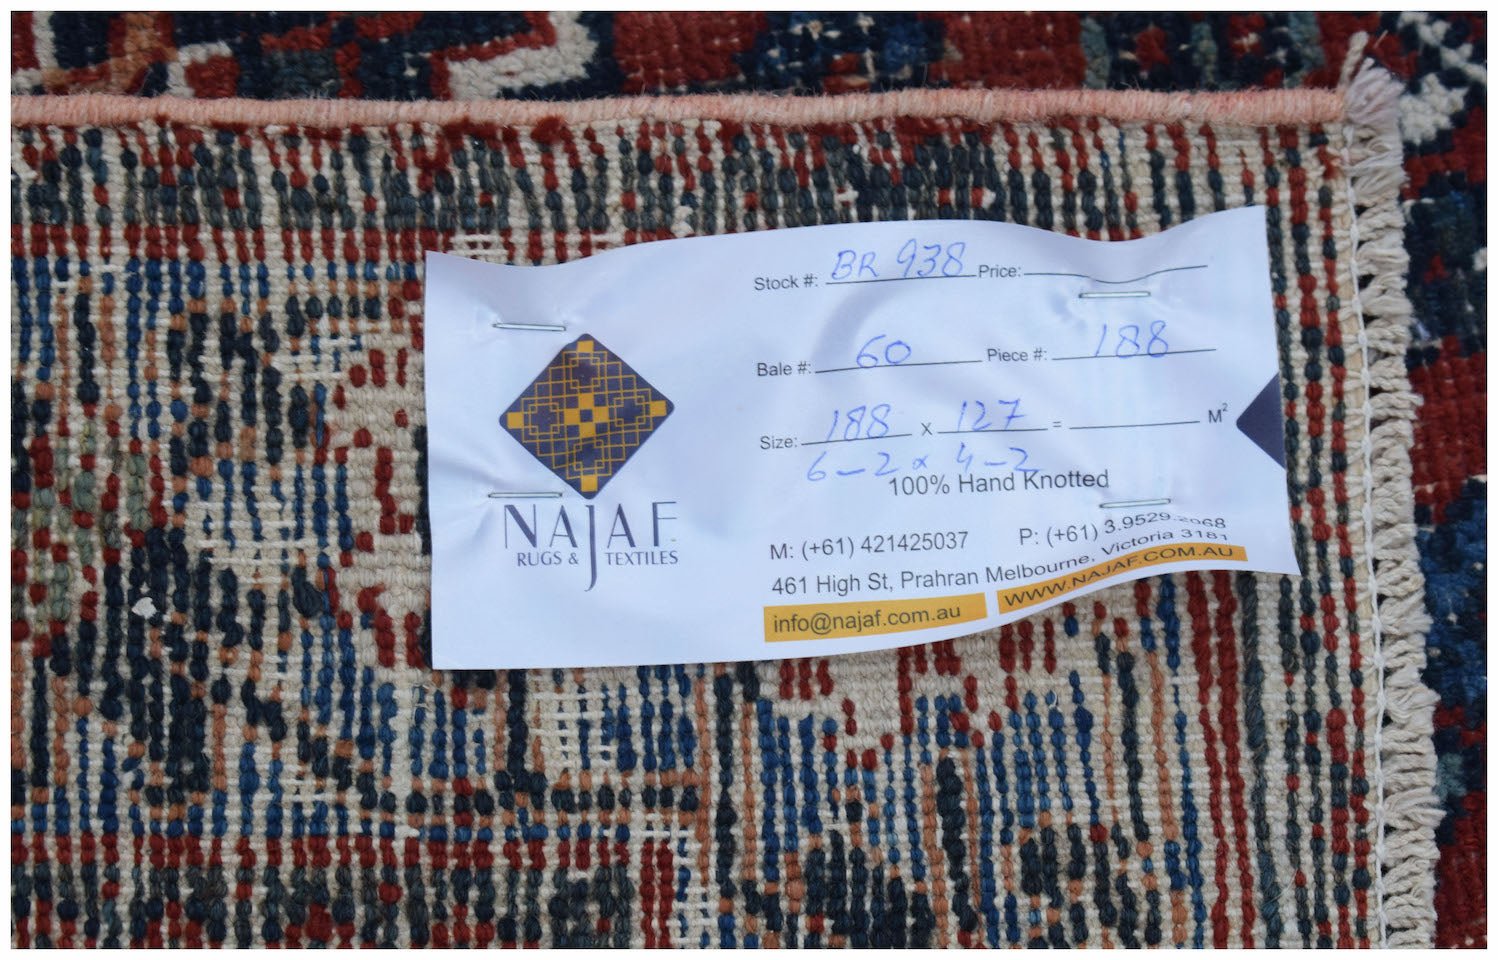 Stock #: BR 938 Price:
Bale #: 60 Piece #: 188
Size: 188 x 127 = M²
6-2 x 4-2
100% Hand Knotted
NAJAF
RUGS & TEXTILES
M: (+61) 421425037 P: (+61) 3.9529.2068
461 High St, Prahran Melbourne, Victoria 3181
info@najaf.com.au WWW.NAJAF.COM.AU